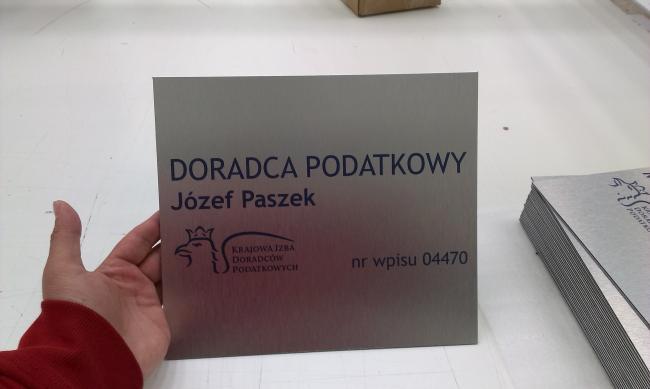 DORADCA PODATKOWY
Józef Paszek
KRAJOWA IZBA
DORADCÓW
PODATKOWYCH
nr wpisu 04470